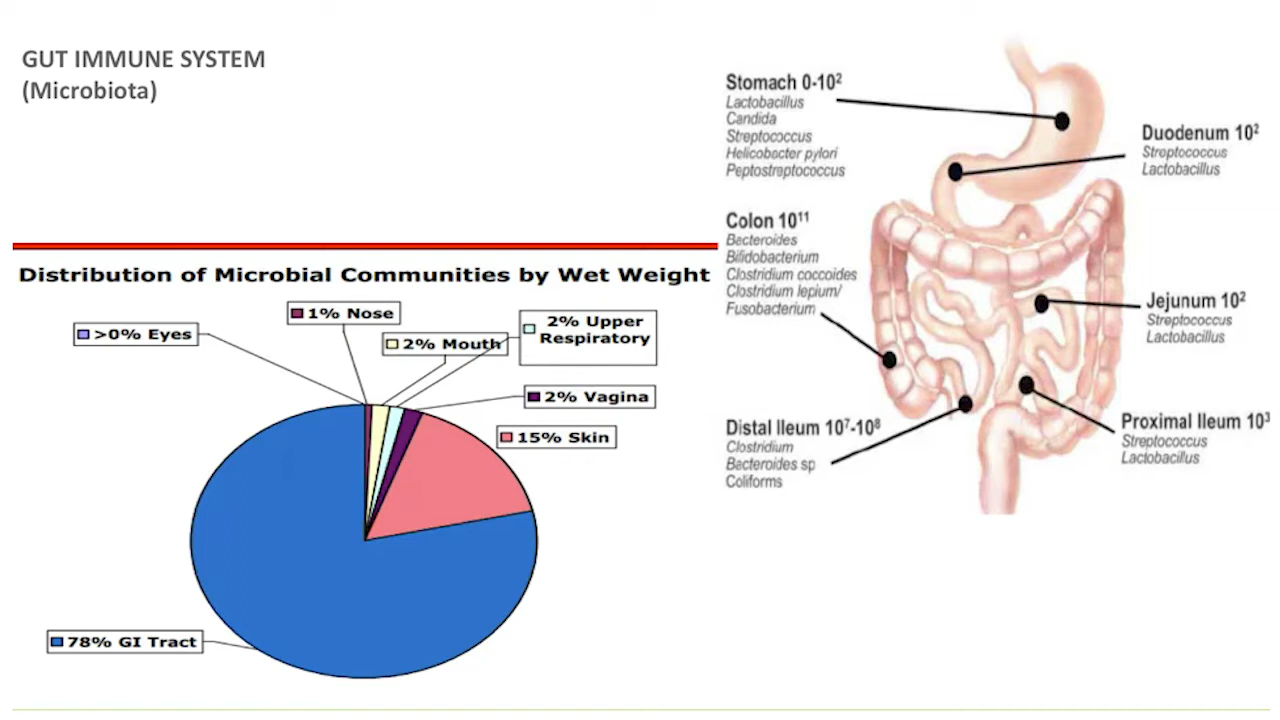 GUT IMMUNE SYSTEM
(Microbiota)
Distribution of Microbial Communities by Wet Weight
>0% Eyes
1% Nose
2% Mouth
2% Upper
Respiratory
2% Vagina
15% Skin
78% GI Tract
Stomach 0-10²
Lactobacillus
Candida
Streptococcus
Helicobacter pylori
Peptostreptococcus
Duodenum 10²
Streptococcus
Lactobacillus
Colon 10¹¹
Bacteroides
Bifidobacterium
Clostridium coccoides
Clostridium lepium/
Fusobacterium
Jejunum 10²
Streptococcus
Lactobacillus
Distal Ileum 10⁷-10⁸
Clostridium
Bacteroides sp
Coliforms
Proximal Ileum 10³
Streptococcus
Lactobacillus